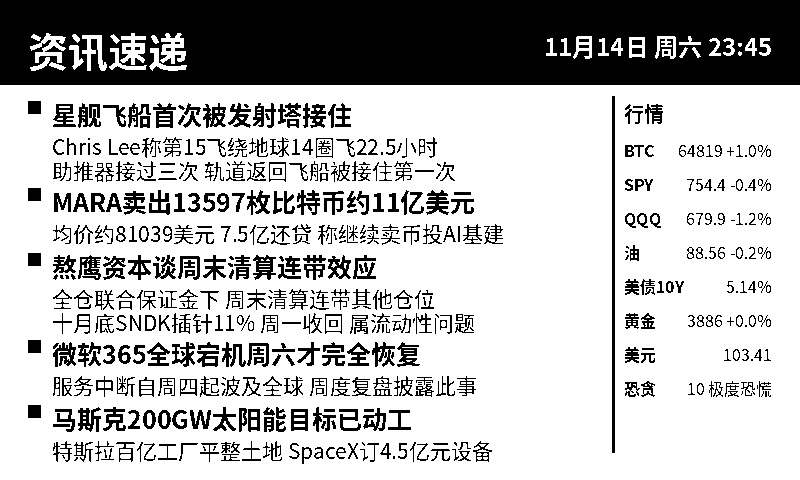 资讯速递
11月14日 周六 23:45
星舰飞船首次被发射塔接住
Chris Lee称第15飞绕地球14圈飞22.5小时
助推器接过三次 轨道返回飞船被接住第一次
MARA卖出13597枚比特币约11亿美元
均价约81039美元 7.5亿还贷 称继续卖币投AI基建
熬鹰资本谈周末清算连带效应
全仓联合保证金下 周末清算连带其他仓位
十月底SNDK插针11% 周一收回 属流动性问题
微软365全球宕机周六才完全恢复
服务中断自周四起波及全球 周度复盘披露此事
马斯克200GW太阳能目标已动工
特斯拉百亿工厂平整土地 SpaceX订4.5亿元设备
行情
BTC 64819 +1.0%
SPY 754.4 -0.4%
QQQ 679.9 -1.2%
油 88.56 -0.2%
美债10Y 5.14%
黄金 3886 +0.0%
美元 103.41
恐贪 10 极度恐慌